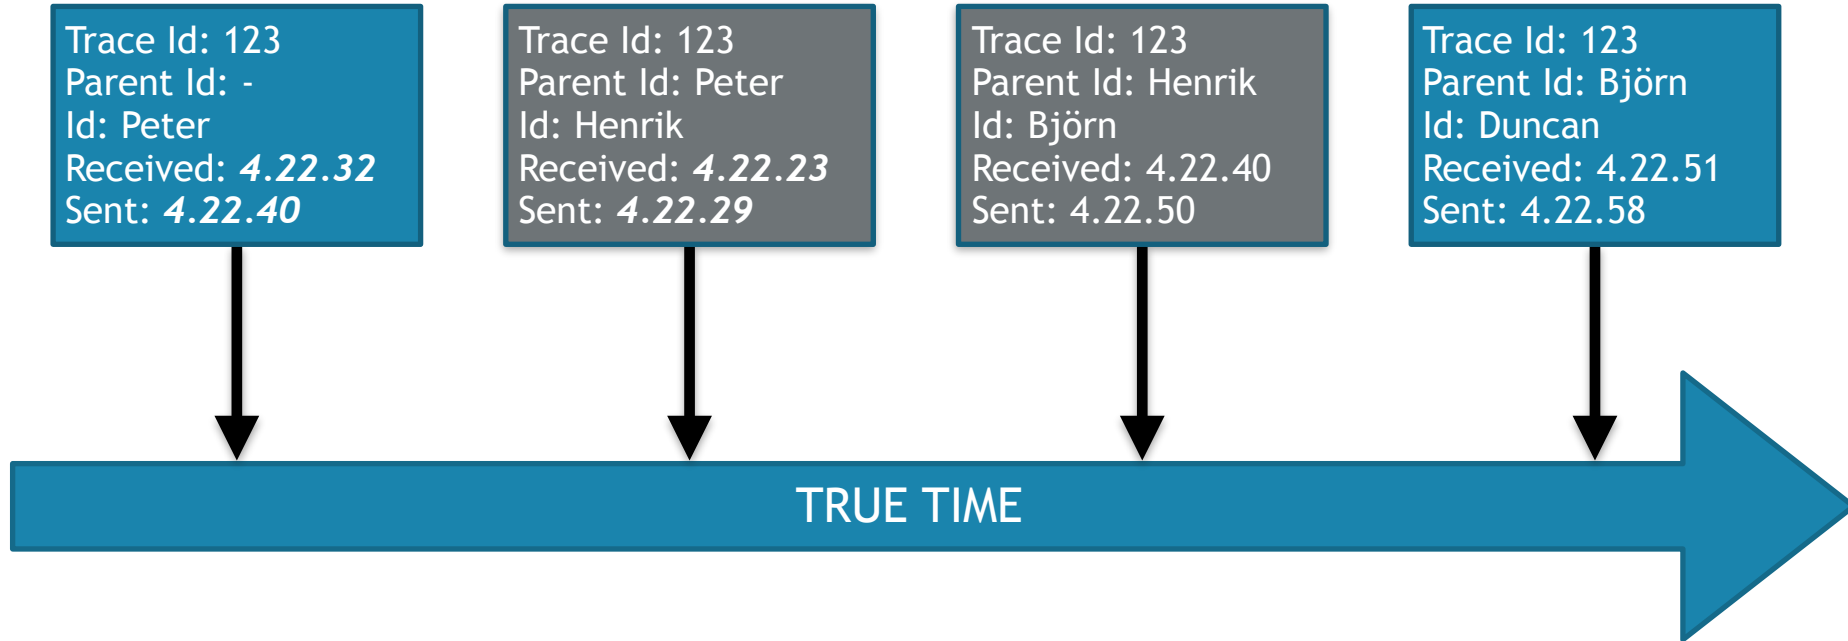 Trace Id: 123
Parent Id: -
Id: Peter
Received: 4.22.32
Sent: 4.22.40
Trace Id: 123
Parent Id: Peter
Id: Henrik
Received: 4.22.23
Sent: 4.22.29
Trace Id: 123
Parent Id: Henrik
Id: Björn
Received: 4.22.40
Sent: 4.22.50
Trace Id: 123
Parent Id: Björn
Id: Duncan
Received: 4.22.51
Sent: 4.22.58
TRUE TIME